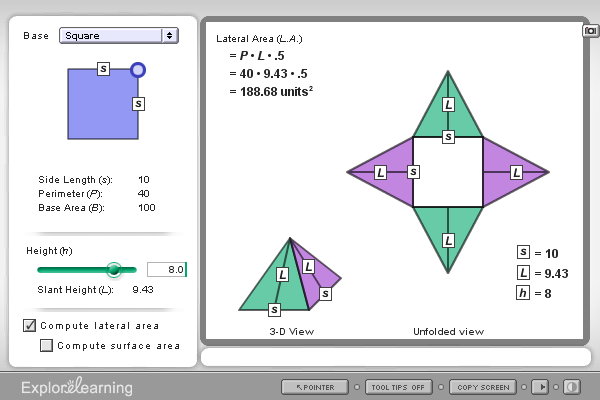 Base Square
s
s
Side Length (s): 10
Perimeter (P): 40
Base Area (B): 100
Height (h)
8.0
Slant Height (L): 9.43
Compute lateral area
Compute surface area
Lateral Area (L.A.)
= P • L • .5
= 40 • 9.43 • .5
= 188.68 units²
L
s
L s L
L
L L
s
s
3-D View
Unfolded view
s = 10
L = 9.43
h = 8
ExploreLearning
POINTER TOOL TIPS OFF COPY SCREEN